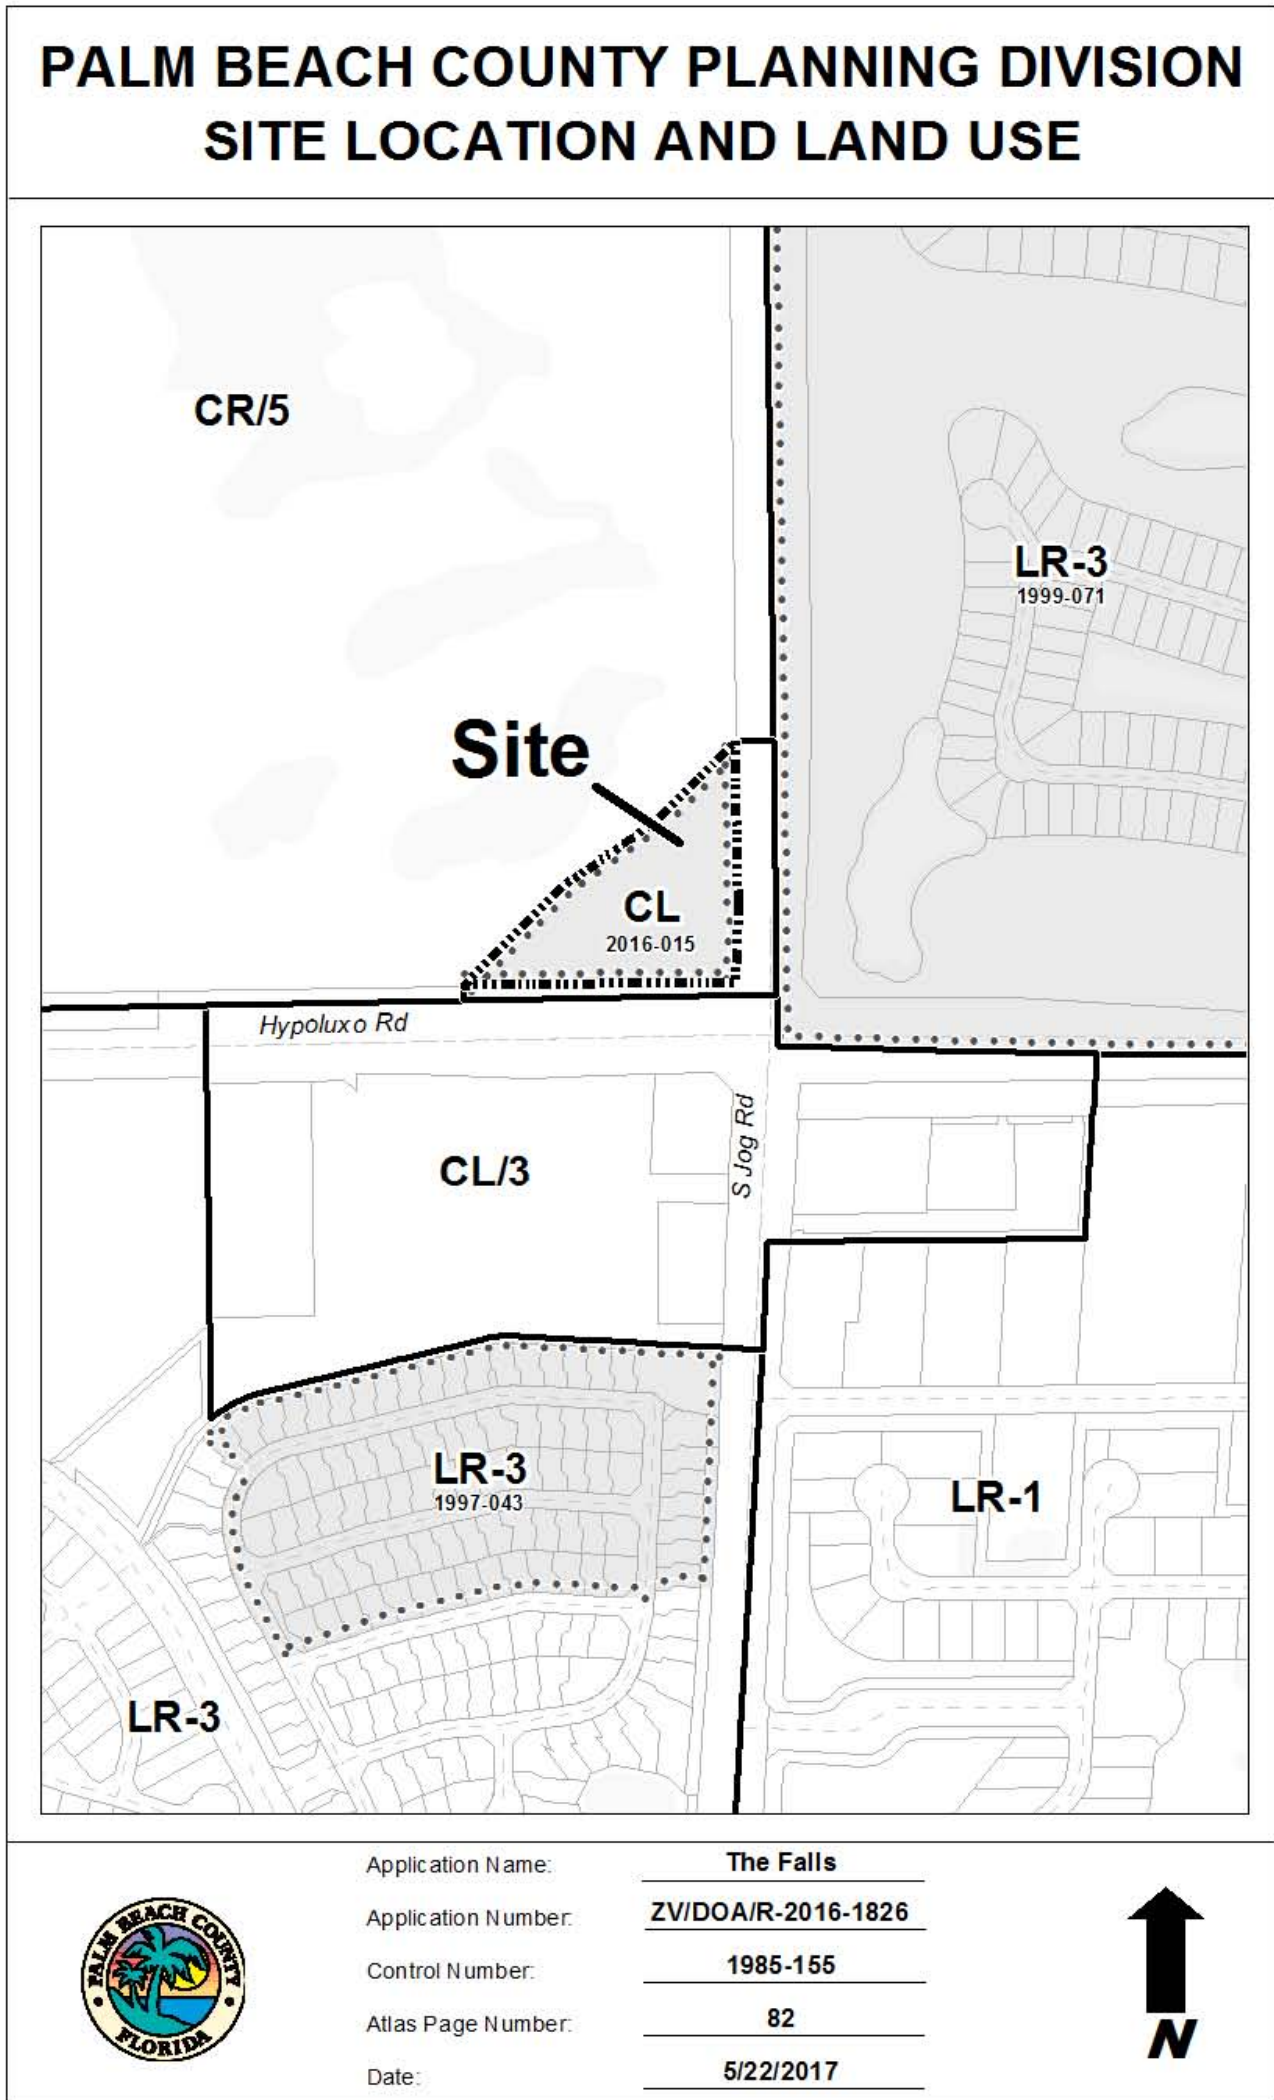 PALM BEACH COUNTY PLANNING DIVISION
SITE LOCATION AND LAND USE
CR/5
LR-3
1999-071
Site
CL
2016-015
Hypoluxo Rd
S Jog Rd
CL/3
LR-3
1997-043
LR-1
LR-3
Application Name: The Falls
Application Number: ZV/DOA/R-2016-1826
Control Number: 1985-155
Atlas Page Number: 82
Date: 5/22/2017
PALM BEACH COUNTY
FLORIDA
N